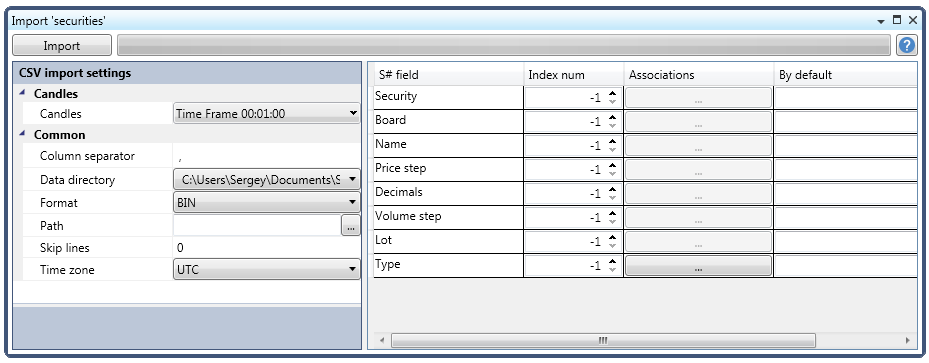 Import 'securities'
Import
?
CSV import settings
Candles
Candles Time Frame 00:01:00
Common
Column separator ,
Data directory C:\Users\Sergey\Documents\S
Format BIN
Path ...
Skip lines 0
Time zone UTC
S# field Index num Associations By default
Security -1 ...
Board -1 ...
Name -1 ...
Price step -1 ...
Decimals -1 ...
Volume step -1 ...
Lot -1 ...
Type -1 ...